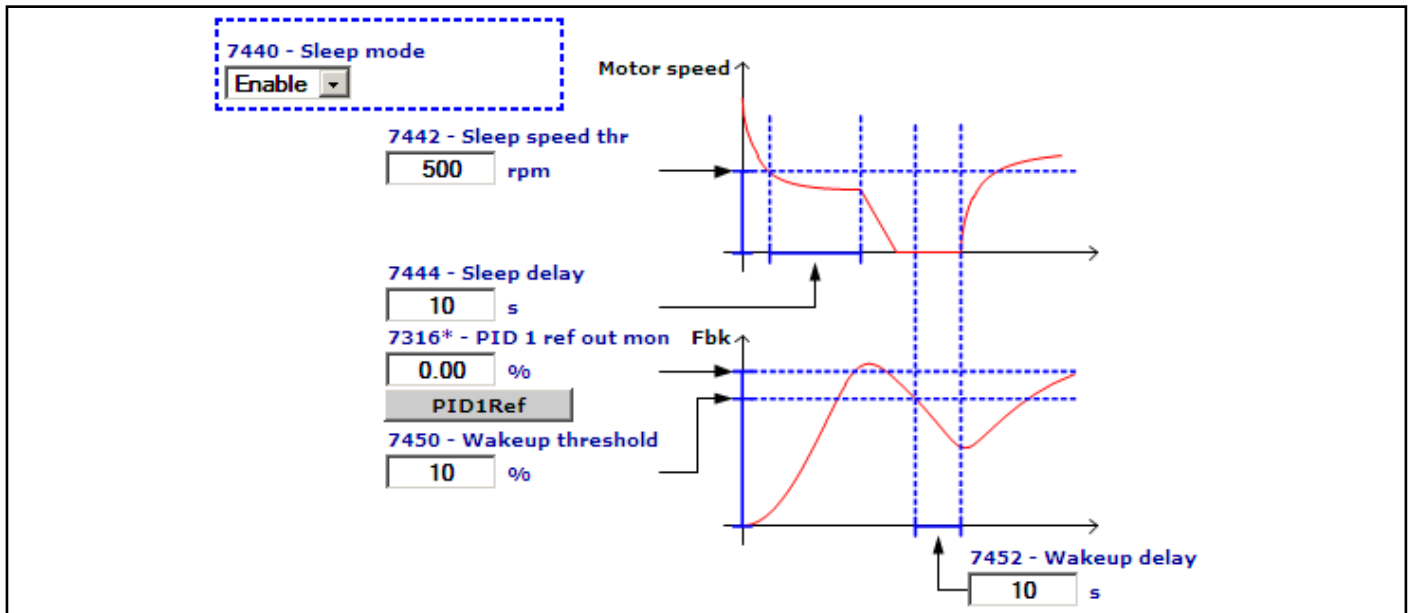 7440 - Sleep mode
Enable
Motor speed
7442 - Sleep speed thr
500 rpm
7444 - Sleep delay
10 s
7316* - PID 1 ref out mon
Fbk
0.00 %
PID1Ref
7450 - Wakeup threshold
10 %
7452 - Wakeup delay
10 s